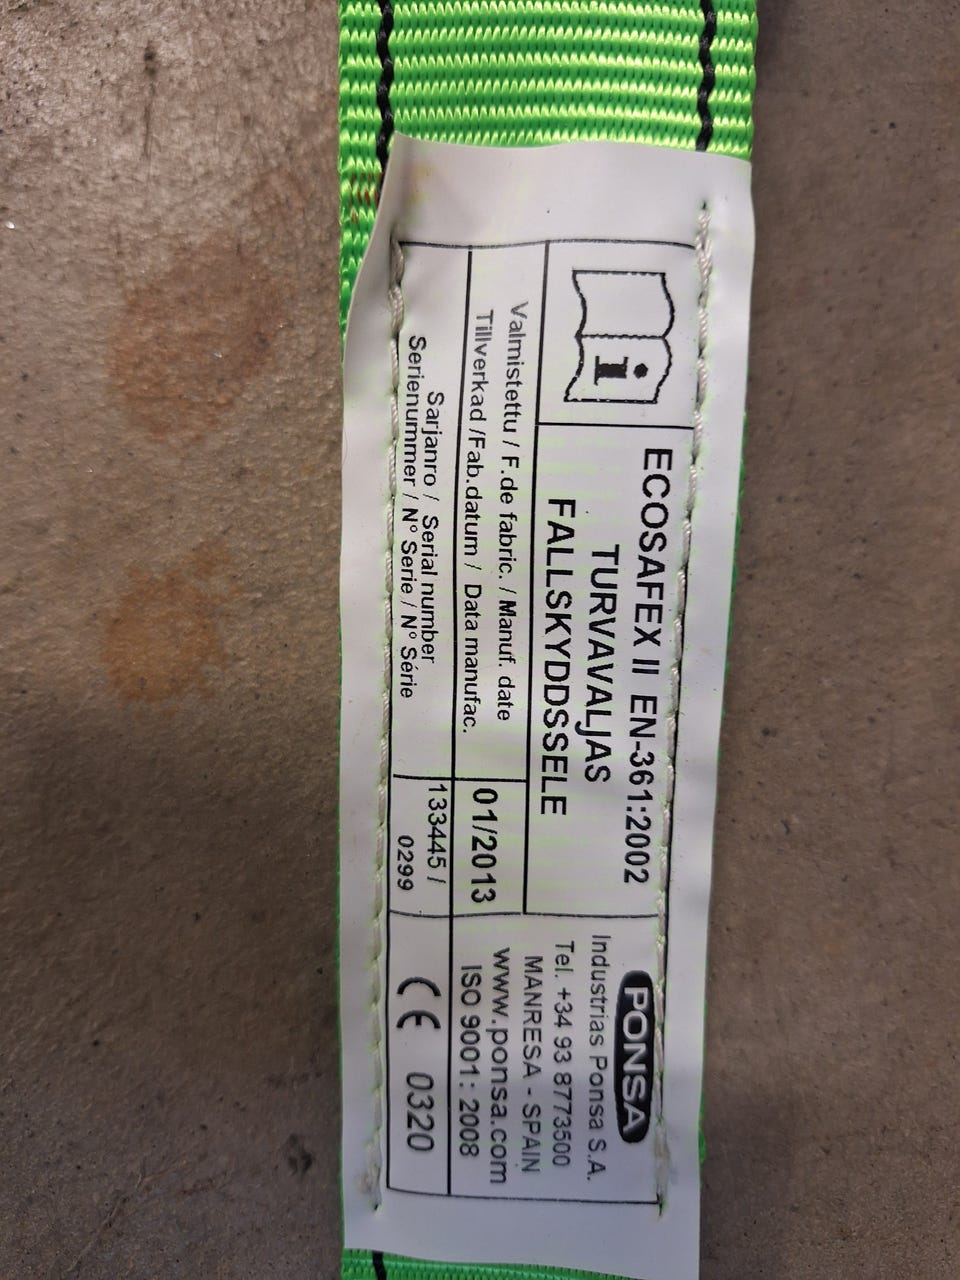 i
ECOSAFEX II EN-361:2002
TURVAVALJAS
FALLSKYDDSSELE
Valmistettu / F.de fabric. / Manuf. date
Tillverkad /Fab.datum / Data manufac.
01/2013
Sarjanro / Serial number
Serienummer / Nº Serie / Nº Série
133445 /
0299
PONSA
Industrias Ponsa S.A.
Tel. +34 93 8773500
MANRESA - SPAIN
www.ponsa.com
ISO 9001: 2008
CE 0320